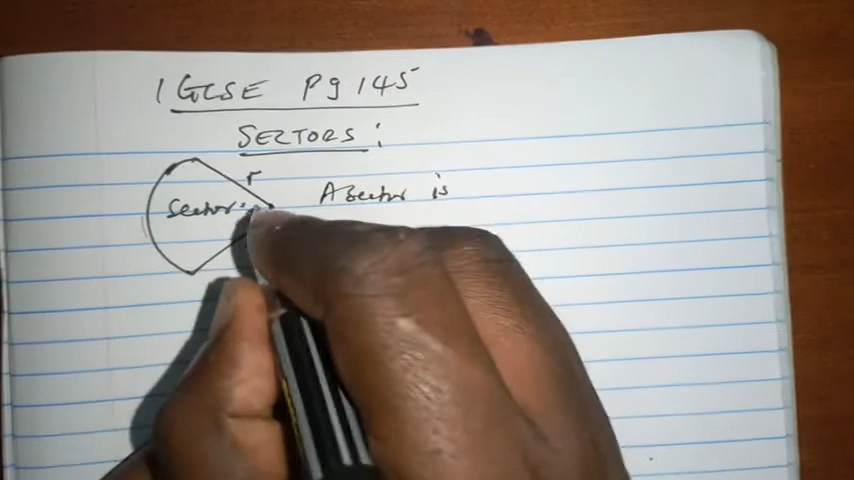 IGCSE Pg 145
SECTORS :
r
Sector
A Sector is